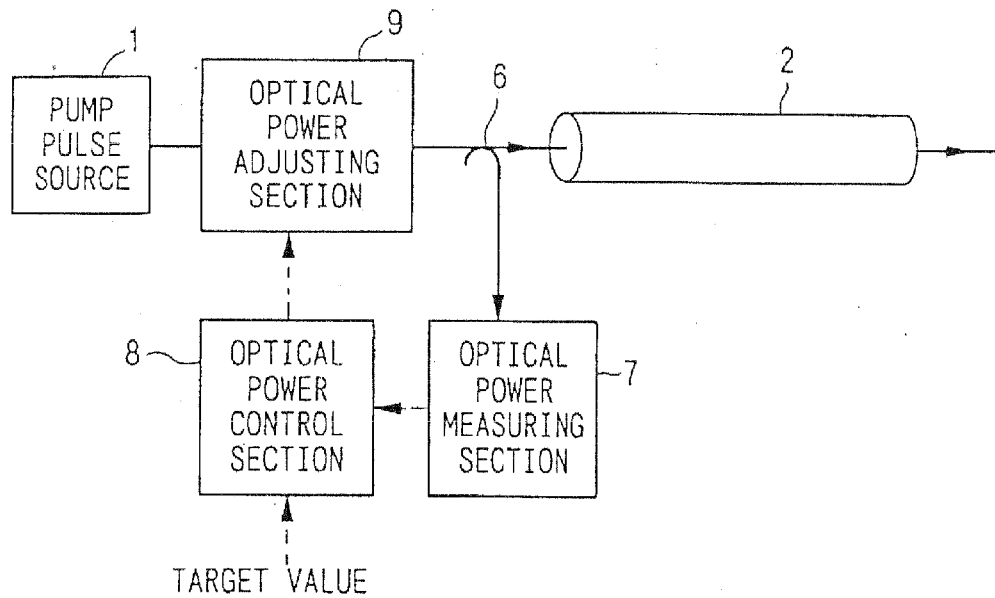 1
PUMP
PULSE
SOURCE
9
OPTICAL
POWER
ADJUSTING
SECTION
6
2
8
OPTICAL
POWER
CONTROL
SECTION
OPTICAL
POWER
MEASURING
SECTION
7
TARGET VALUE